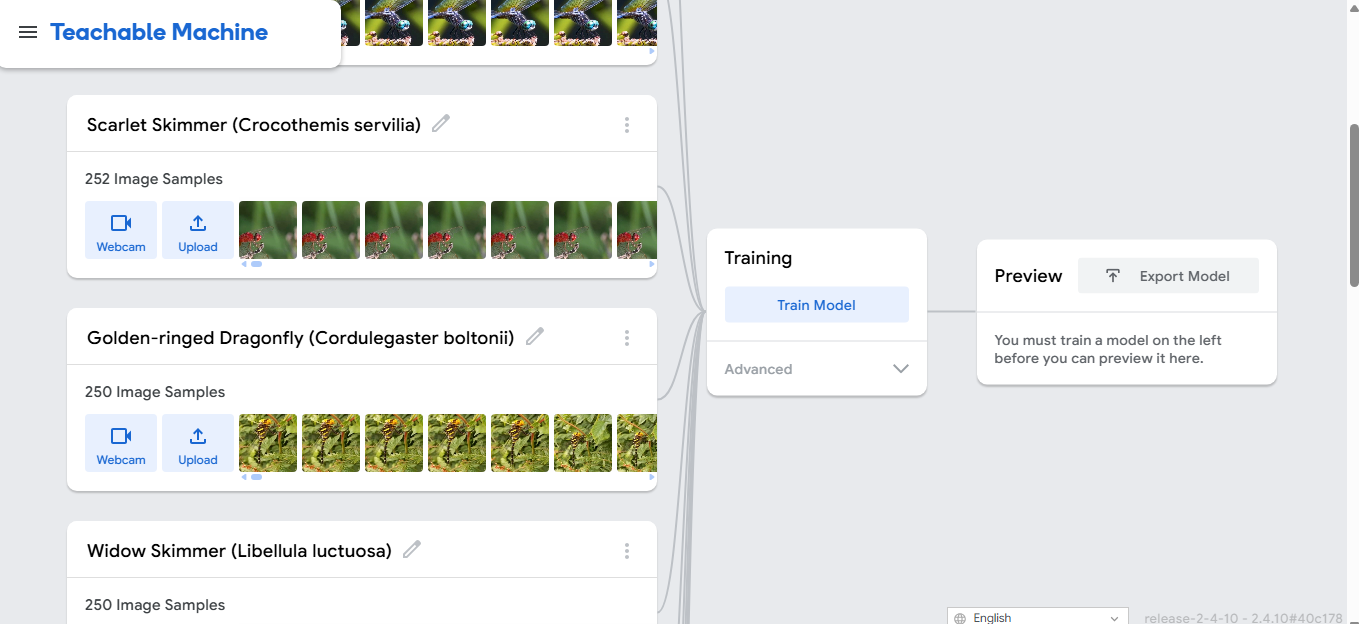 Teachable Machine
Scarlet Skimmer (Crocothemis servilia)
252 Image Samples
Webcam
Upload
Golden-ringed Dragonfly (Cordulegaster boltonii)
250 Image Samples
Webcam
Upload
Widow Skimmer (Libellula luctuosa)
250 Image Samples
Training
Train Model
Advanced
Preview
Export Model
You must train a model on the left
before you can preview it here.
English
release-2-4-10 - 2.4.10#40c178